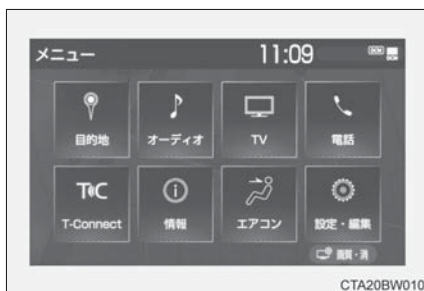 メニュー 11:09 DCM
目的地 オーディオ TV 電話
T-Connect 情報 エアコン 設定・編集
画質・消
CTA20BW010